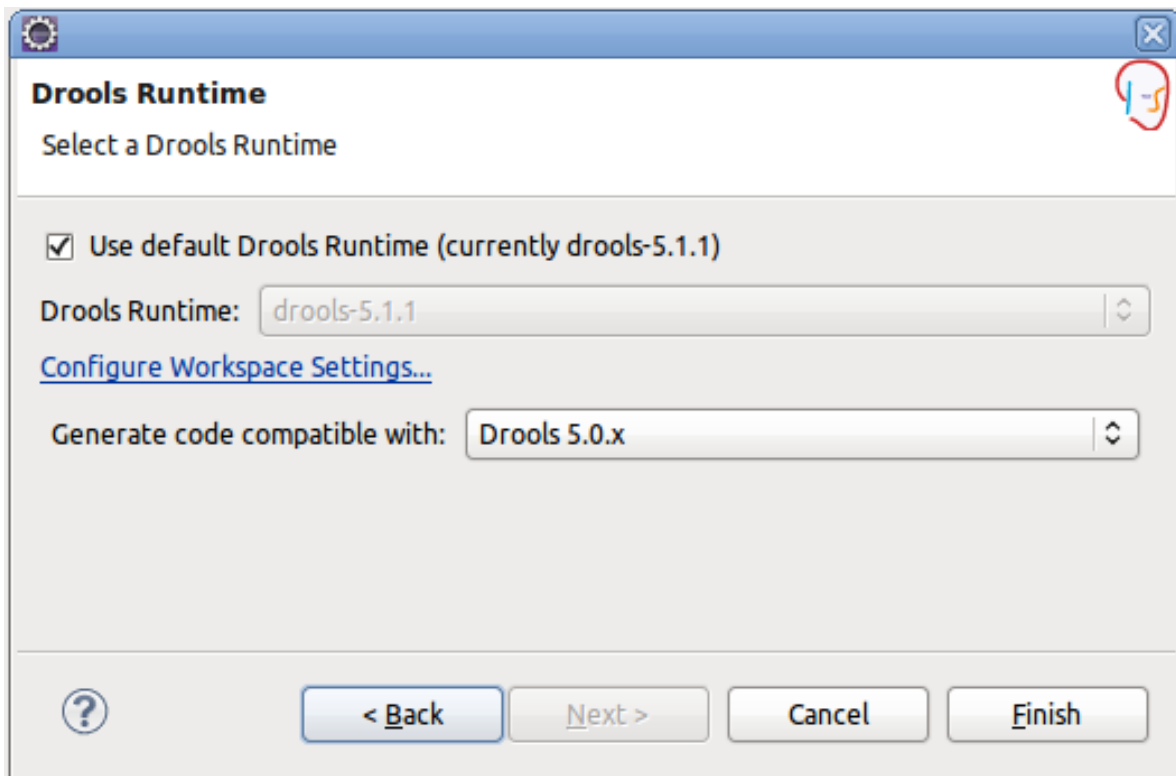 Drools Runtime
Select a Drools Runtime
Use default Drools Runtime (currently drools-5.1.1)
Drools Runtime: drools-5.1.1
Configure Workspace Settings...
Generate code compatible with: Drools 5.0.x
? < Back Next > Cancel Finish